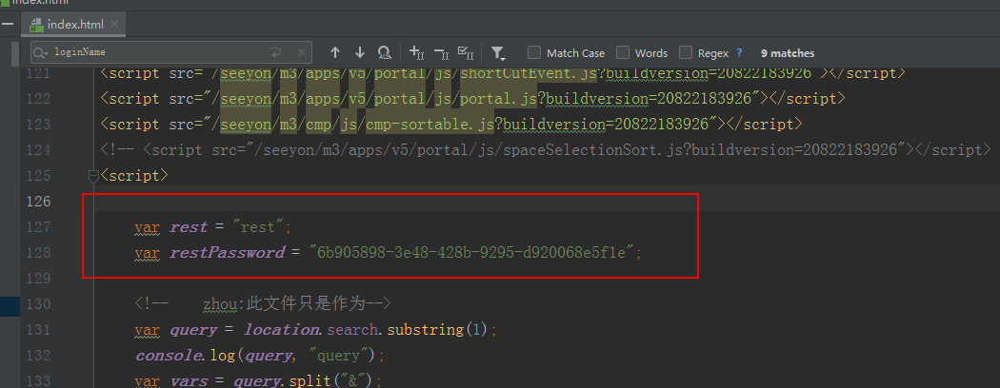 index.html
index.html
loginName
Match Case Words Regex ? 9 matches
121 <script src="/seeyon/m3/apps/v5/portal/js/shortCutEvent.js?buildversion=20822183926"></script>
122 <script src="/seeyon/m3/apps/v5/portal/js/portal.js?buildversion=20822183926"></script>
123 <script src="/seeyon/m3/cmp/js/cmp-sortable.js?buildversion=20822183926"></script>
124 <!-- <script src="/seeyon/m3/apps/v5/portal/js/spaceSelectionSort.js?buildversion=20822183926"></script>
125 <script>
126
127 var rest = "rest";
128 var restPassword = "6b905898-3e48-428b-9295-d920068e5f1e";
129
130 <!-- zhou:此文件只是作为-->
131 var query = location.search.substring(1);
132 console.log(query, "query");
133 var vars = query.split("&");